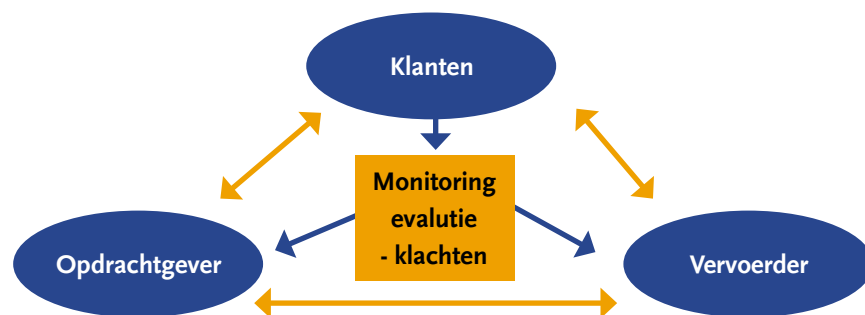 Klanten
Monitoring
evalutie
- klachten
Opdrachtgever
Vervoerder